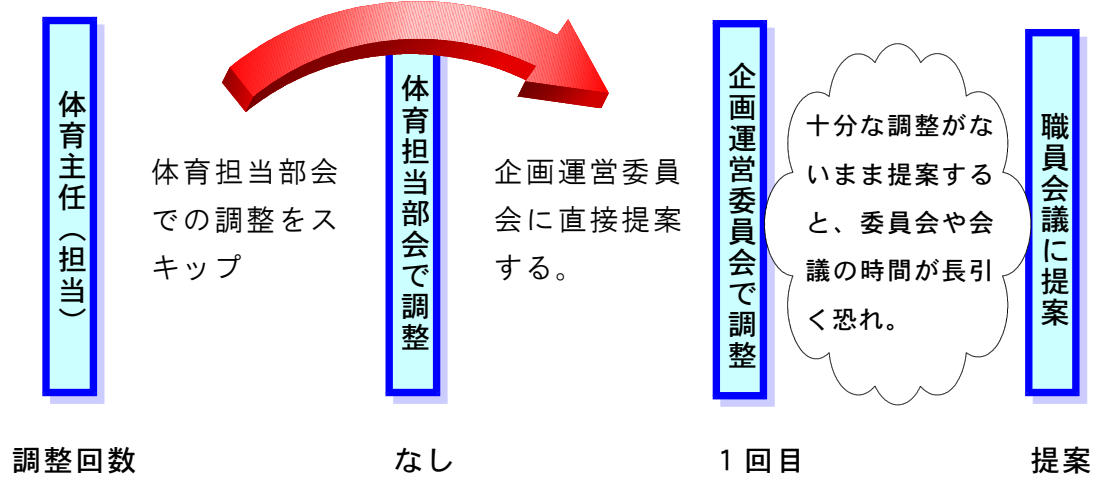 体育主任（担当）
体育担当部会
での調整をス
キップ
体育担当部会で調整
企画運営委員
会に直接提案
する。
企画運営委員会で調整
十分な調整がな
いまま提案する
と、委員会や会
議の時間が長引
く恐れ。
職員会議に提案
調整回数
なし
１回目
提案